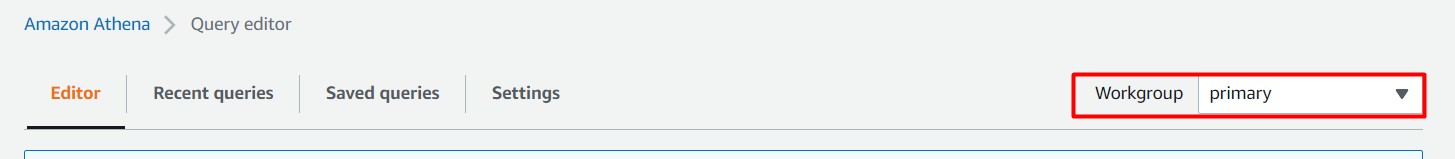 Amazon Athena Query editor
Editor Recent queries Saved queries Settings Workgroup primary